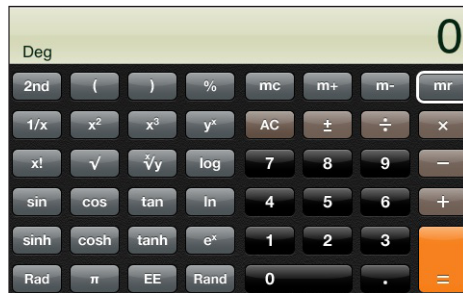 0
Deg
2nd ( ) % mc m+ m- mr
1/x x² x³ yˣ AC ± ÷ ×
x! √ ˣ√y log 7 8 9 −
sin cos tan ln 4 5 6 +
sinh cosh tanh eˣ 1 2 3
Rad π EE Rand 0 . =